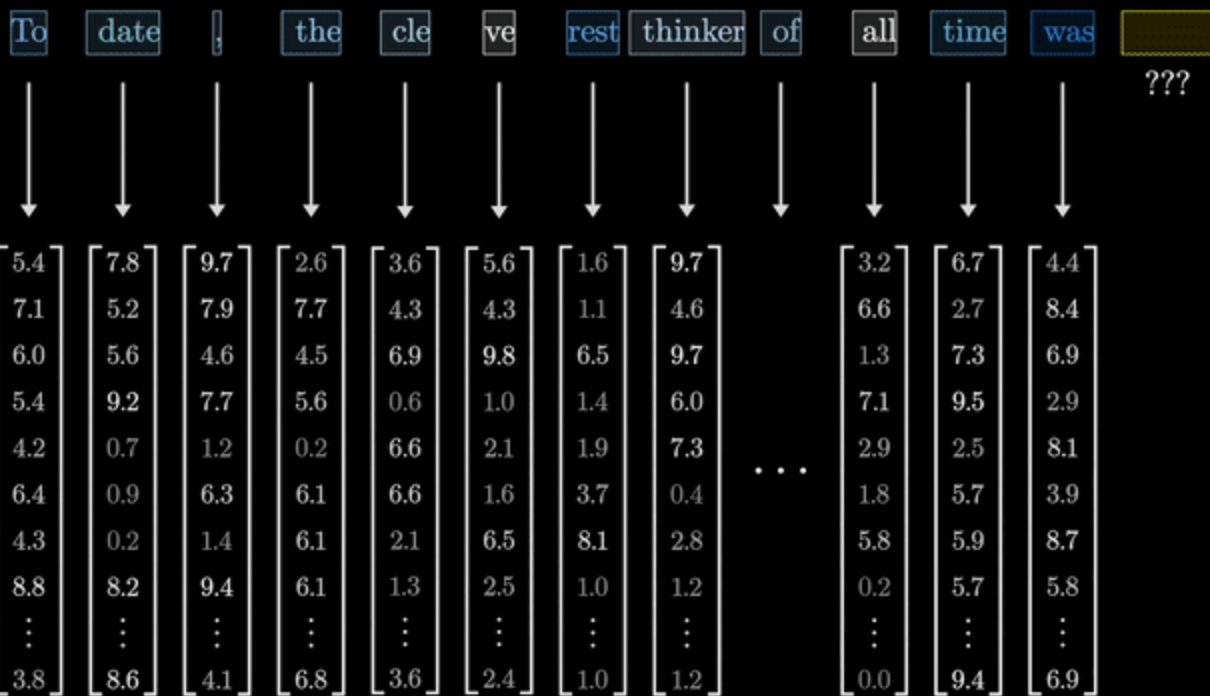 To date , the cle ve rest thinker of all time was
???
5.4 7.8 9.7 2.6 3.6 5.6 1.6 9.7 3.2 6.7 4.4
7.1 5.2 7.9 7.7 4.3 4.3 1.1 4.6 6.6 2.7 8.4
6.0 5.6 4.6 4.5 6.9 9.8 6.5 9.7 1.3 7.3 6.9
5.4 9.2 7.7 5.6 0.6 1.0 1.4 6.0 7.1 9.5 2.9
4.2 0.7 1.2 0.2 6.6 2.1 1.9 7.3 ... 2.9 2.5 8.1
6.4 0.9 6.3 6.1 6.6 1.6 3.7 0.4 1.8 5.7 3.9
4.3 0.2 1.4 6.1 2.1 6.5 8.1 2.8 5.8 5.9 8.7
8.8 8.2 9.4 6.1 1.3 2.5 1.0 1.2 0.2 5.7 5.8
⋮ ⋮ ⋮ ⋮ ⋮ ⋮ ⋮ ⋮ ⋮ ⋮ ⋮
3.8 8.6 4.1 6.8 3.6 2.4 1.0 1.2 0.0 9.4 6.9